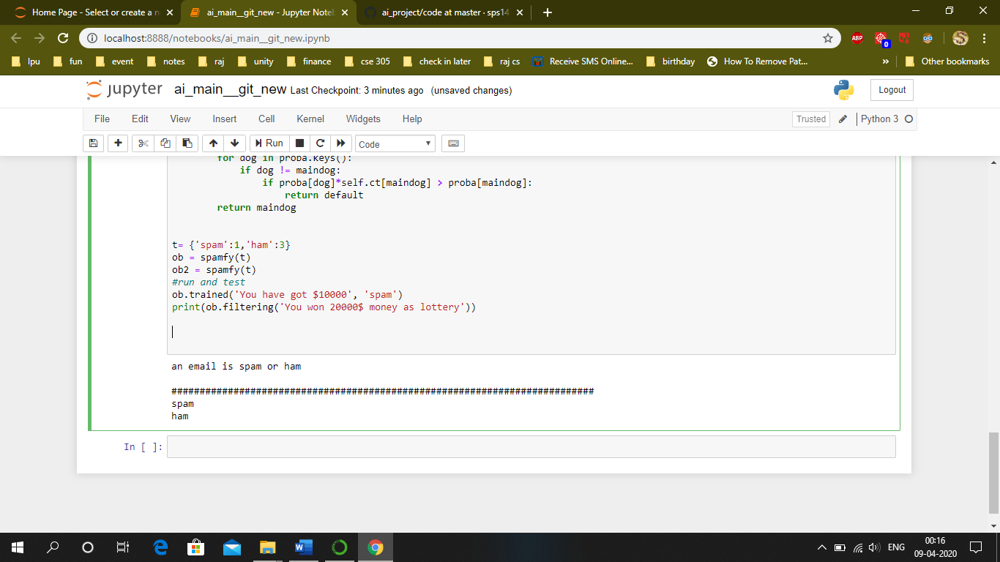 Home Page - Select or create a n
ai_main__git_new - Jupyter Noteb
ai_project/code at master · sps14
localhost:8888/notebooks/ai_main__git_new.ipynb
ABP
0
lpu
fun
event
notes
raj
unity
finance
cse 305
check in later
raj cs
Receive SMS Online...
birthday
How To Remove Pat...
»
Other bookmarks
jupyter ai_main__git_new Last Checkpoint: 3 minutes ago (unsaved changes)
Logout
File Edit View Insert Cell Kernel Widgets Help
Trusted
Python 3
Run
Code
for dog in proba.keys():
if dog != maindog:
if proba[dog]*self.ct[maindog] > proba[maindog]:
return default
return maindog
t= {'spam':1,'ham':3}
ob = spamfy(t)
ob2 = spamfy(t)
#run and test
ob.trained('You have got $10000', 'spam')
print(ob.filtering('You won 20000$ money as lottery'))
an email is spam or ham
###########################################################################
spam
ham
In [ ]:
ENG
00:16
09-04-2020